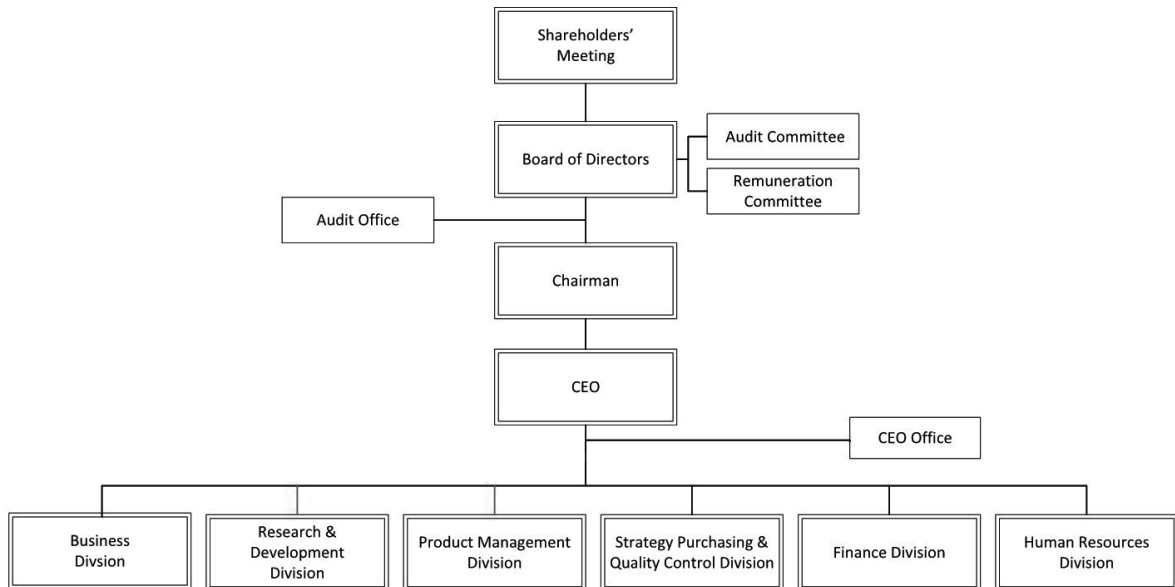 Shareholders’
Meeting
Board of Directors
Audit Committee
Remuneration
Committee
Audit Office
Chairman
CEO
CEO Office
Business
Divsion
Research &
Development
Division
Product Management
Division
Strategy Purchasing &
Quality Control Division
Finance Division
Human Resources
Division